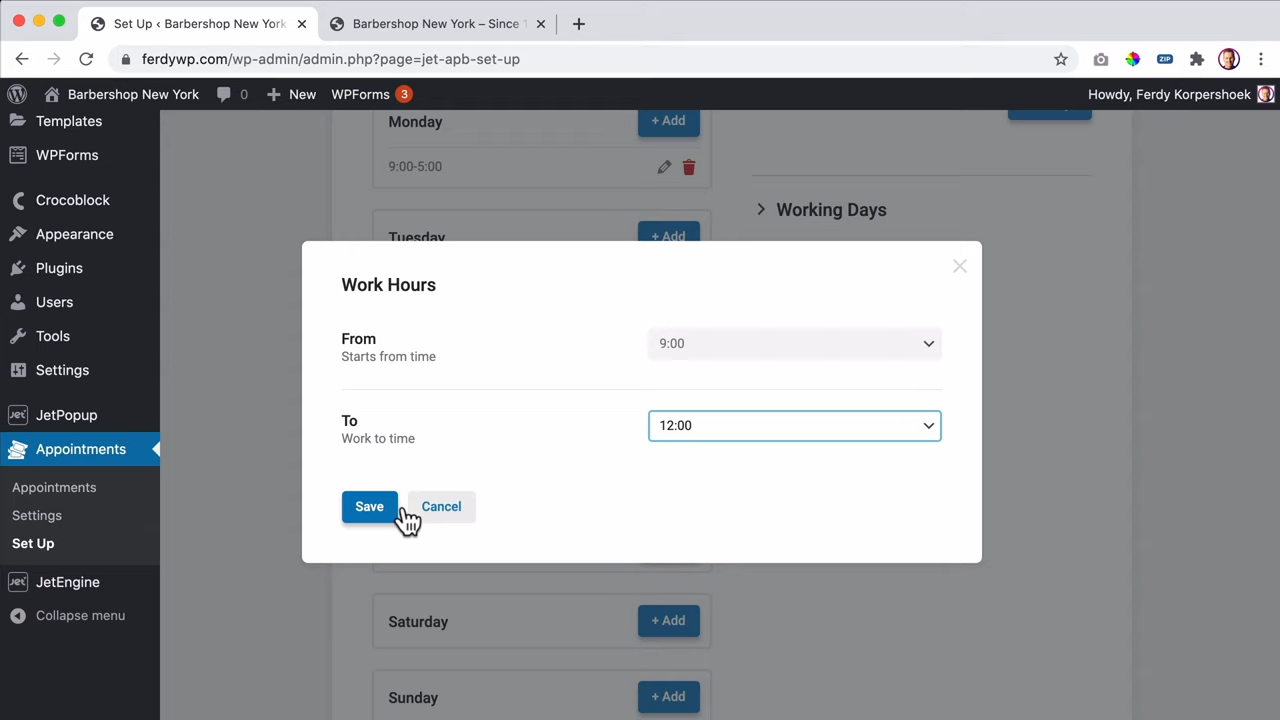 Set Up ‹ Barbershop New York
Barbershop New York – Since 1
ferdywp.com/wp-admin/admin.php?page=jet-apb-set-up
ZIP
Barbershop New York
0
New
WPForms 3
Howdy, Ferdy Korpershoek
Templates
WPForms
Crocoblock
Appearance
Plugins
Users
Tools
Settings
Jet JetPopup
Appointments
Appointments
Settings
Set Up
Jet JetEngine
Collapse menu
Monday
+ Add
9:00-5:00
Tuesday
+ Add
Working Days
Work Hours
From
Starts from time
9:00
To
Work to time
12:00
Save
Cancel
Saturday
+ Add
Sunday
+ Add